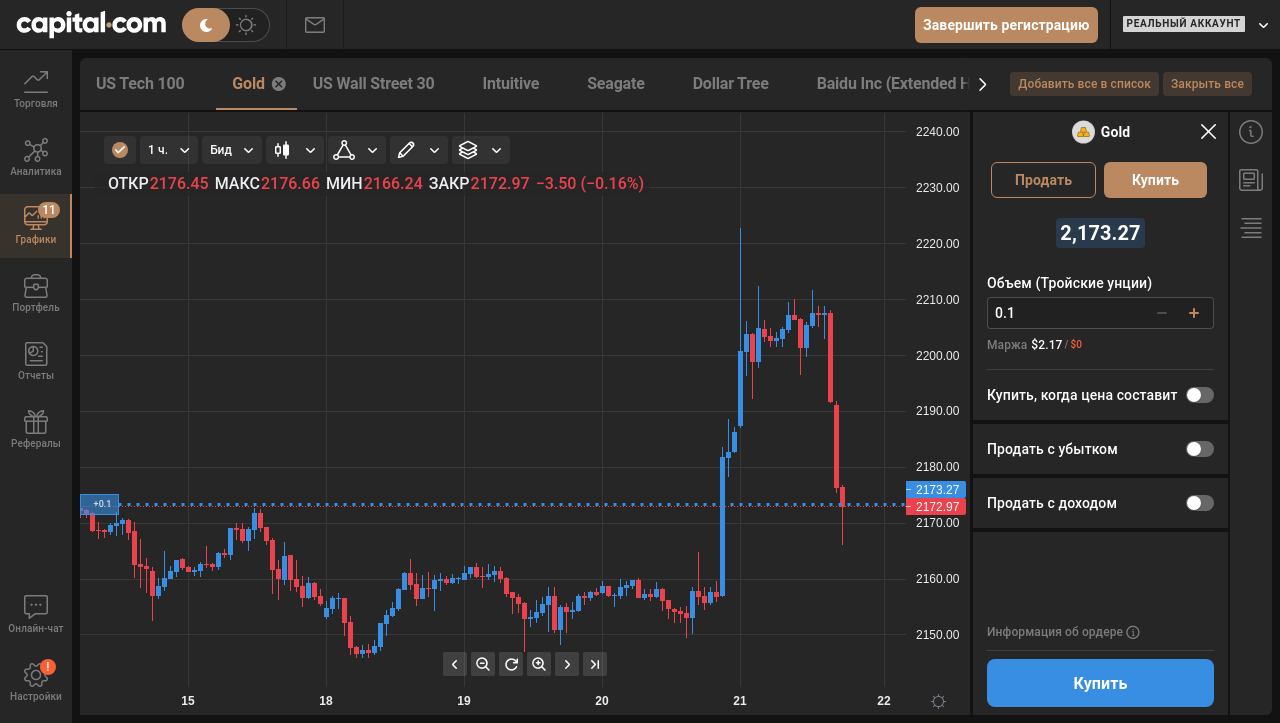 capital.com
Завершить регистрацию
РЕАЛЬНЫЙ АККАУНТ
US Tech 100 Gold US Wall Street 30 Intuitive Seagate Dollar Tree Baidu Inc (Extended H
Добавить все в список Закрыть все
Торговля
Аналитика
11
Графики
Портфель
Отчеты
Рефералы
Онлайн-чат
!
Настройки
1 ч. Бид
ОТКР2176.45 МАКС2176.66 МИН2166.24 ЗАКР2172.97 −3.50 (−0.16%)
2240.00
2230.00
2220.00
2210.00
2200.00
2190.00
2180.00
+0.1
2173.27
2172.97
2170.00
2160.00
2150.00
15 18 19 20 21 22
Gold
Продать Купить
2,173.27
Объем (Тройские унции)
0.1 − +
Маржа $2.17 / $0
Купить, когда цена составит
Продать с убытком
Продать с доходом
Информация об ордере
Купить